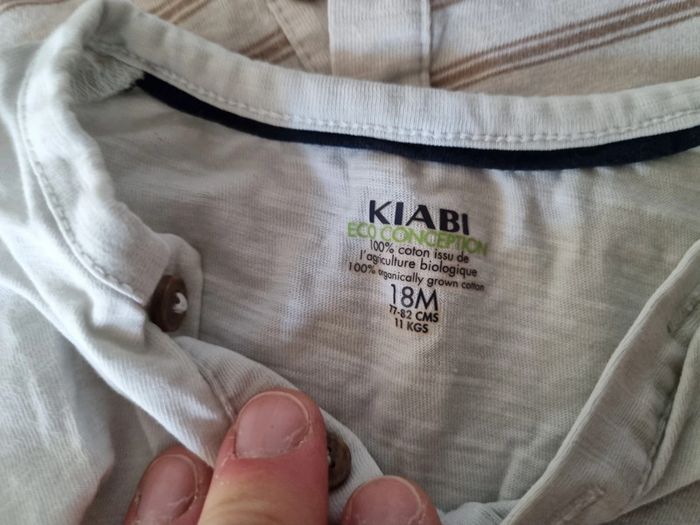 KIABI
ECO CONCEPTION
100% coton issu de
l'agriculture biologique
100% organically grown cotton
18M
77-82 CMS
11 KGS